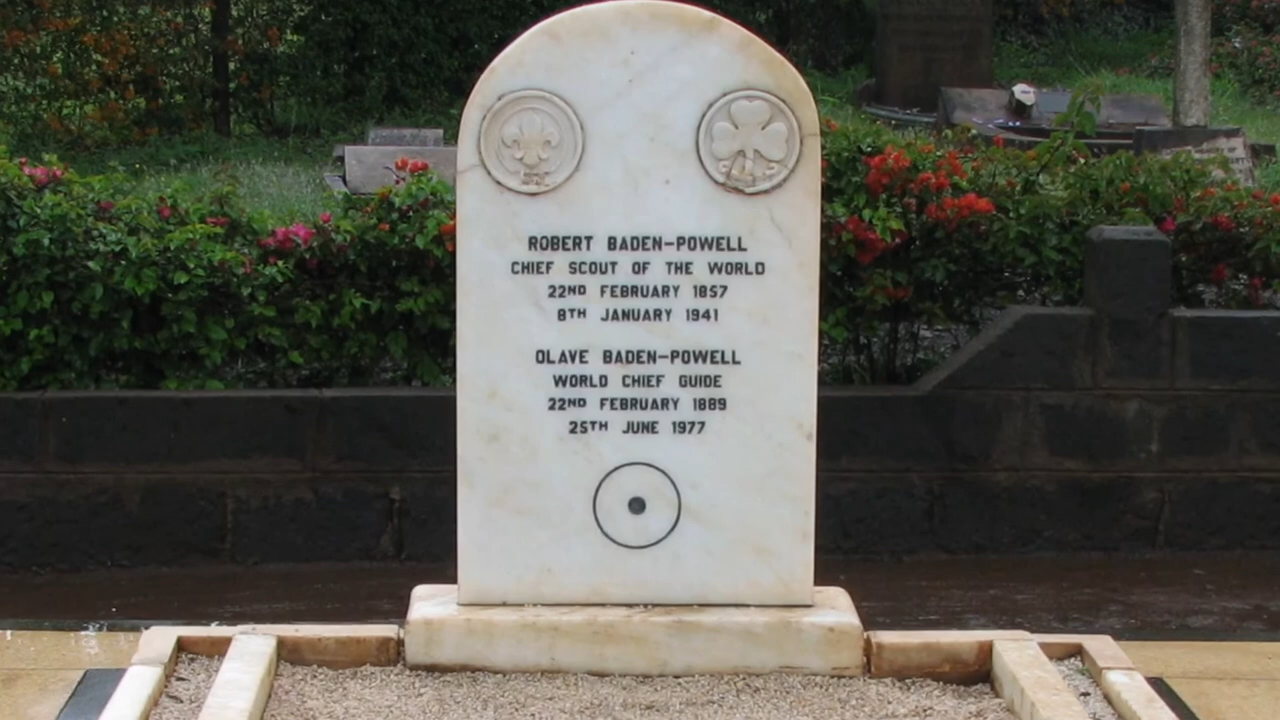 ROBERT BADEN-POWELL
CHIEF SCOUT OF THE WORLD
22ND FEBRUARY 1857
8TH JANUARY 1941
OLAVE BADEN-POWELL
WORLD CHIEF GUIDE
22ND FEBRUARY 1889
25TH JUNE 1977